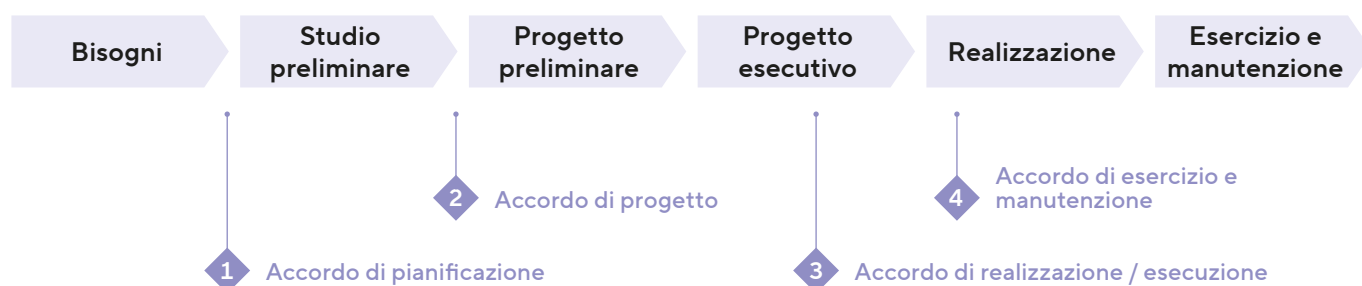 Bisogni
Studio
preliminare
Progetto
preliminare
Progetto
esecutivo
Realizzazione
Esercizio e
manutenzione
2
Accordo di progetto
4
Accordo di esercizio e
manutenzione
1
Accordo di pianificazione
3
Accordo di realizzazione / esecuzione